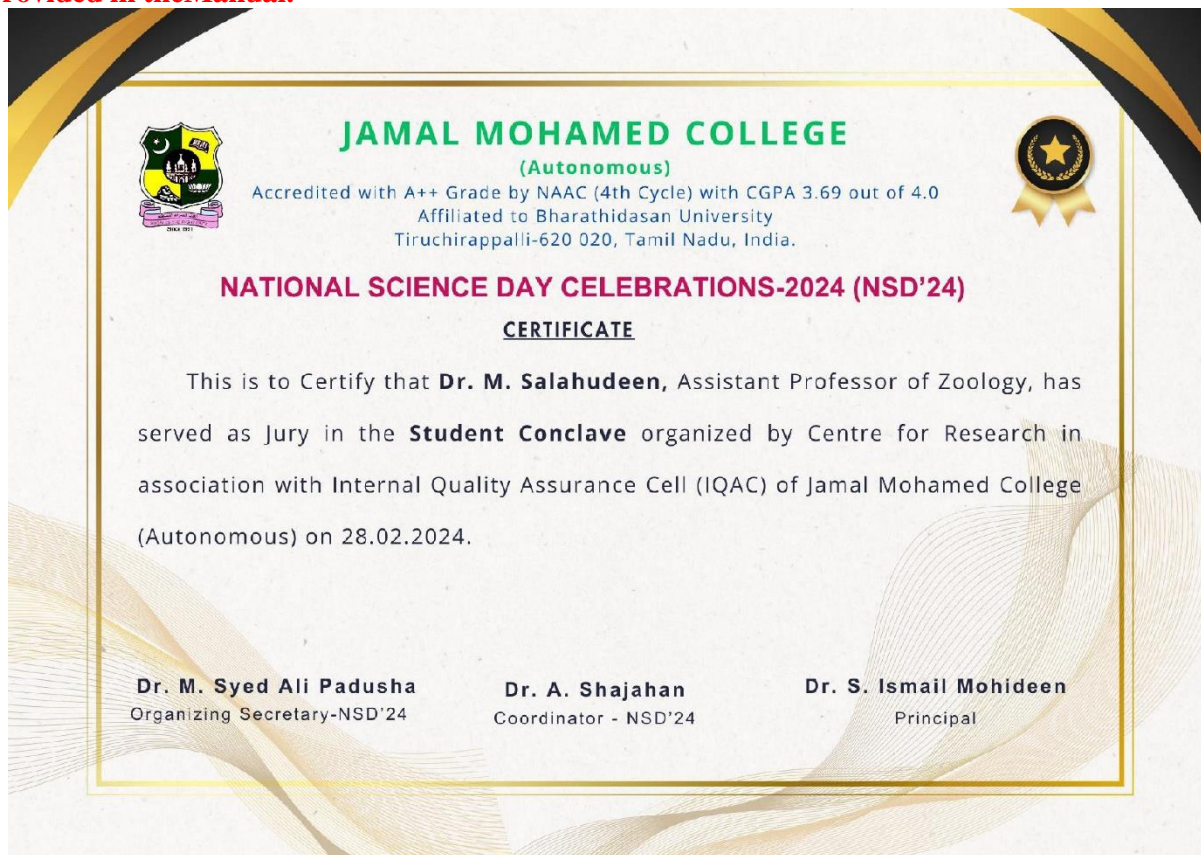 rovided in theManual.
JAMAL MOHAMED COLLEGE
(Autonomous)
Accredited with A++ Grade by NAAC (4th Cycle) with CGPA 3.69 out of 4.0
Affiliated to Bharathidasan University
Tiruchirappalli-620 020, Tamil Nadu, India.
NATIONAL SCIENCE DAY CELEBRATIONS-2024 (NSD’24)
CERTIFICATE
This is to Certify that Dr. M. Salahudeen, Assistant Professor of Zoology, has
served as Jury in the Student Conclave organized by Centre for Research in
association with Internal Quality Assurance Cell (IQAC) of Jamal Mohamed College
(Autonomous) on 28.02.2024.
Dr. M. Syed Ali Padusha
Organizing Secretary-NSD’24
Dr. A. Shajahan
Coordinator - NSD’24
Dr. S. Ismail Mohideen
Principal